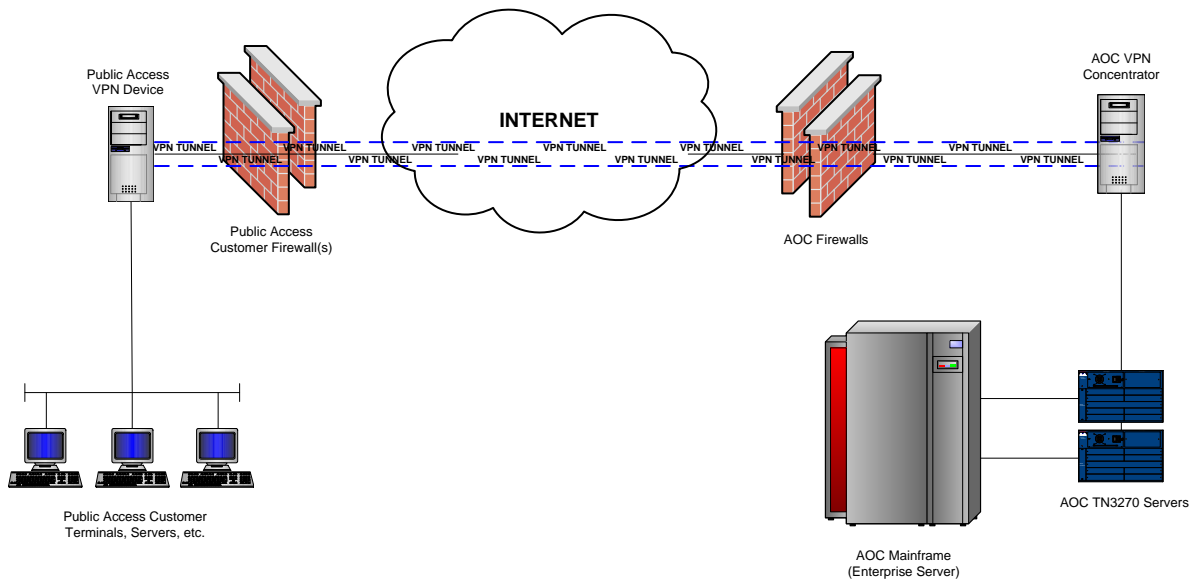 Public Access
VPN Device
INTERNET
AOC VPN
Concentrator
VPN TUNNEL
VPN TUNNEL
VPN TUNNEL
VPN TUNNEL
VPN TUNNEL
VPN TUNNEL
VPN TUNNEL
VPN TUNNEL
VPN TUNNEL
VPN TUNNEL
VPN TUNNEL
VPN TUNNEL
VPN TUNNEL
VPN TUNNEL
Public Access
Customer Firewall(s)
AOC Firewalls
Public Access Customer
Terminals, Servers, etc.
AOC TN3270 Servers
AOC Mainframe
(Enterprise Server)